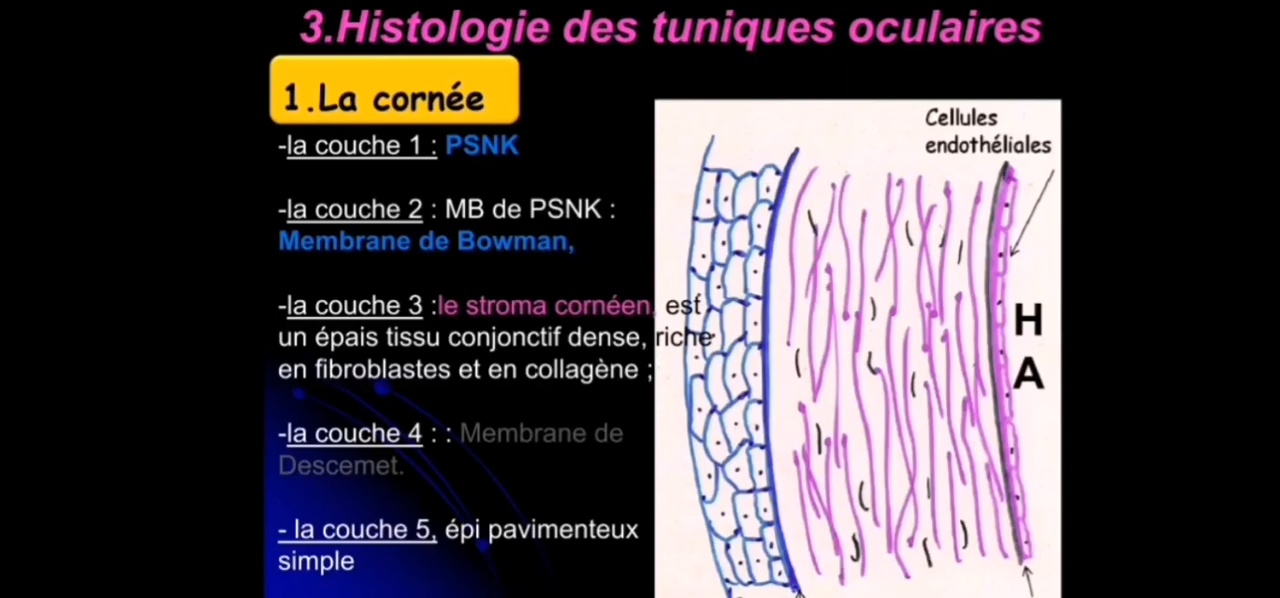 3.Histologie des tuniques oculaires
1.La cornée
-la couche 1 : PSNK
-la couche 2 : MB de PSNK :
Membrane de Bowman,
-la couche 3 :le stroma cornéen, est
un épais tissu conjonctif dense, riche
en fibroblastes et en collagène ;
-la couche 4 : : Membrane de
Descemet.
- la couche 5, épi pavimenteux
simple
Cellules
endothéliales
H
A